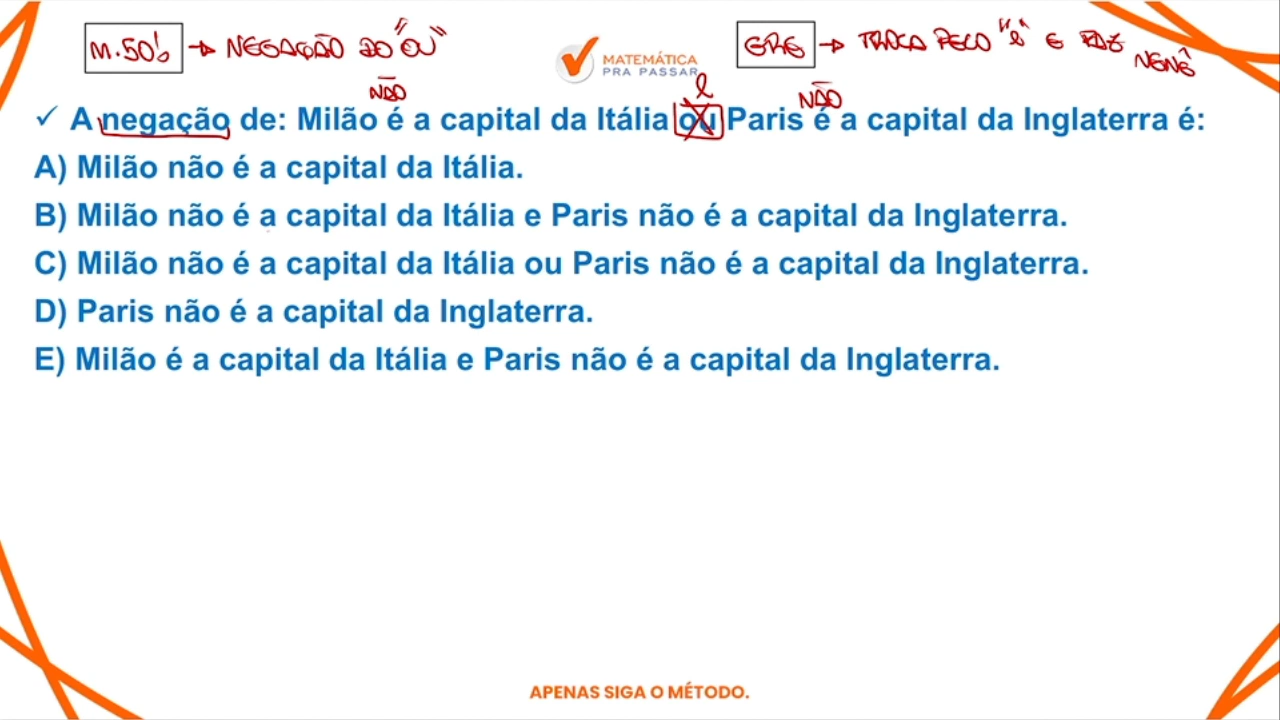 M.50's → NEGAÇÃO DO "OU"
MATEMÁTICA
PRA PASSAR
→ TROCA PELO "e" E FAZ NENÊ
NÃO
e
NÃO
✓ A negação de: Milão é a capital da Itália ou Paris é a capital da Inglaterra é:
A) Milão não é a capital da Itália.
B) Milão não é a capital da Itália e Paris não é a capital da Inglaterra.
C) Milão não é a capital da Itália ou Paris não é a capital da Inglaterra.
D) Paris não é a capital da Inglaterra.
E) Milão é a capital da Itália e Paris não é a capital da Inglaterra.
APENAS SIGA O MÉTODO.